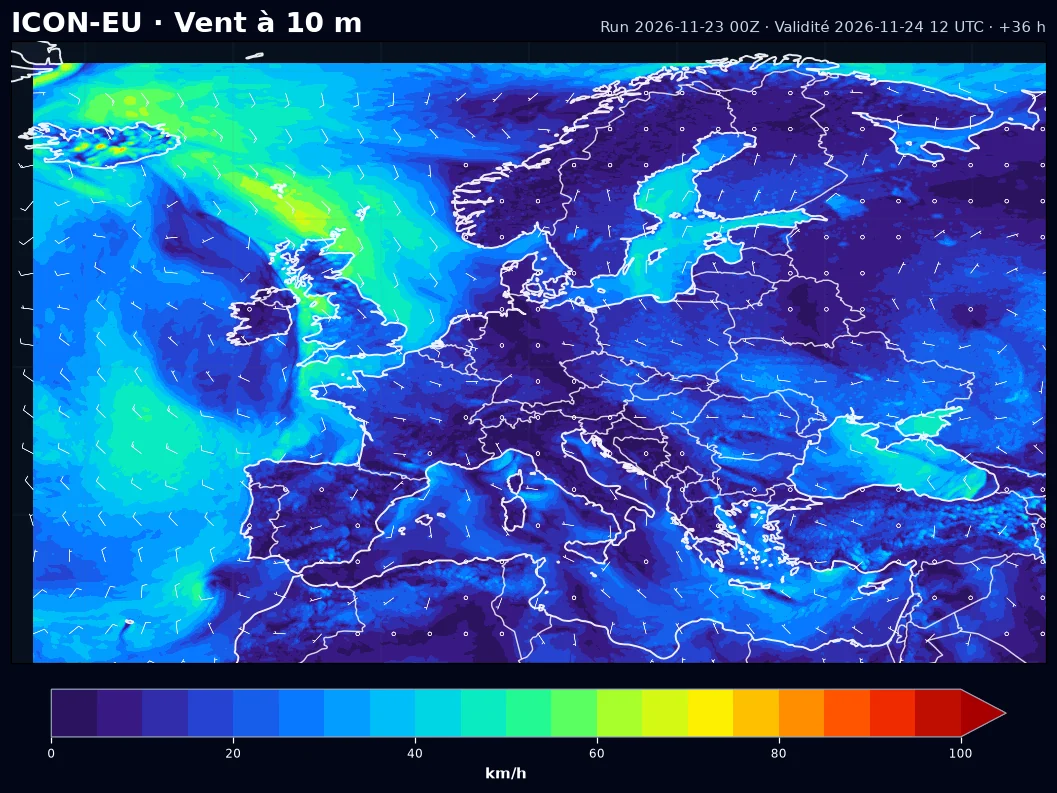 ICON-EU · Vent à 10 m
Run 2026-11-23 00Z · Validité 2026-11-24 12 UTC · +36 h
0 20 40 60 80 100
km/h